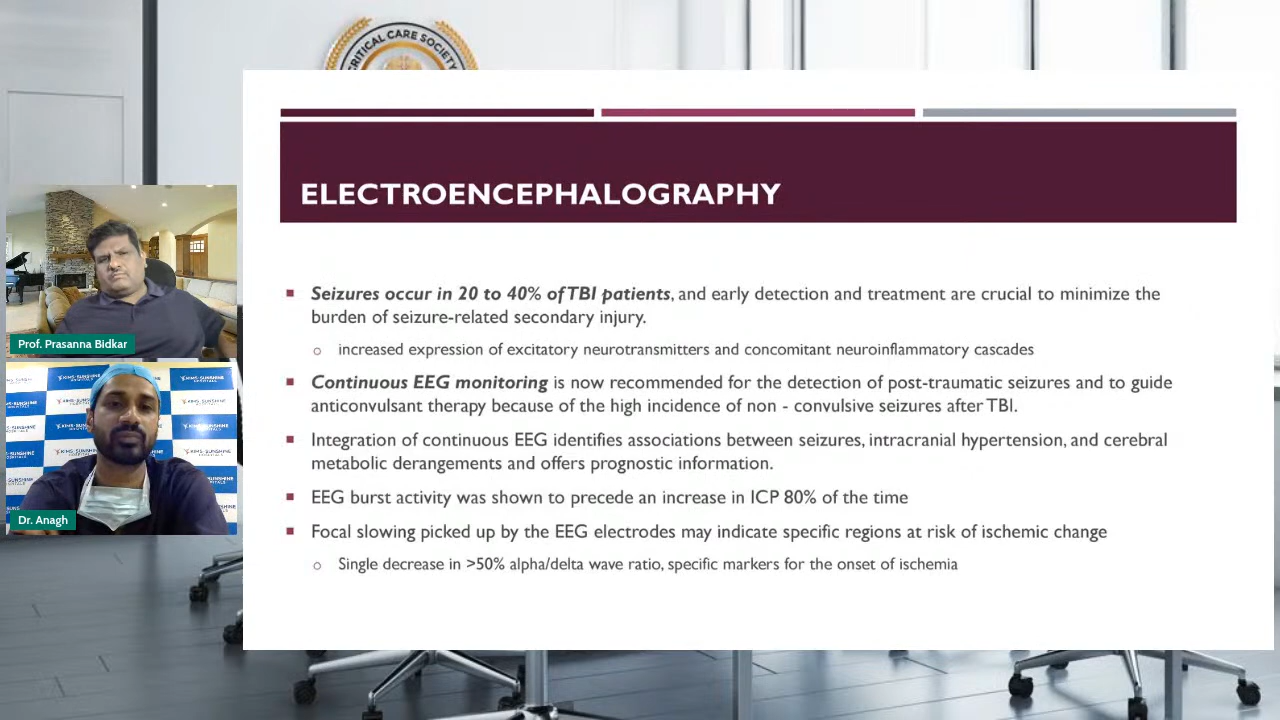 CRITICAL CARE SOCIETY
ELECTROENCEPHALOGRAPHY
Seizures occur in 20 to 40% of TBI patients, and early detection and treatment are crucial to minimize the
burden of seizure-related secondary injury.
increased expression of excitatory neurotransmitters and concomitant neuroinflammatory cascades
Continuous EEG monitoring is now recommended for the detection of post-traumatic seizures and to guide
anticonvulsant therapy because of the high incidence of non - convulsive seizures after TBI.
Integration of continuous EEG identifies associations between seizures, intracranial hypertension, and cerebral
metabolic derangements and offers prognostic information.
EEG burst activity was shown to precede an increase in ICP 80% of the time
Focal slowing picked up by the EEG electrodes may indicate specific regions at risk of ischemic change
Single decrease in >50% alpha/delta wave ratio, specific markers for the onset of ischemia
Prof. Prasanna Bidkar
KIMS-SUNSHINE
HOSPITALS
Dr. Anagh